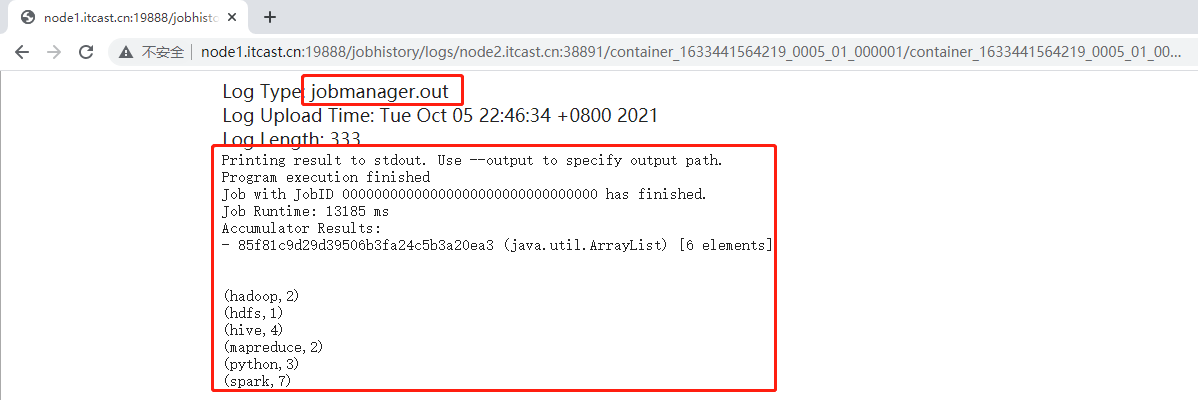 node1.itcast.cn:19888/jobhisto
不安全
node1.itcast.cn:19888/jobhistory/logs/node2.itcast.cn:38891/container_1633441564219_0005_01_000001/container_1633441564219_0005_01_00...
Log Type: jobmanager.out
Log Upload Time: Tue Oct 05 22:46:34 +0800 2021
Log Length: 333
Printing result to stdout. Use --output to specify output path.
Program execution finished
Job with JobID 00000000000000000000000000000000 has finished.
Job Runtime: 13185 ms
Accumulator Results:
- 85f81c9d29d39506b3fa24c5b3a20ea3 (java.util.ArrayList) [6 elements]
(hadoop,2)
(hdfs,1)
(hive,4)
(mapreduce,2)
(python,3)
(spark,7)